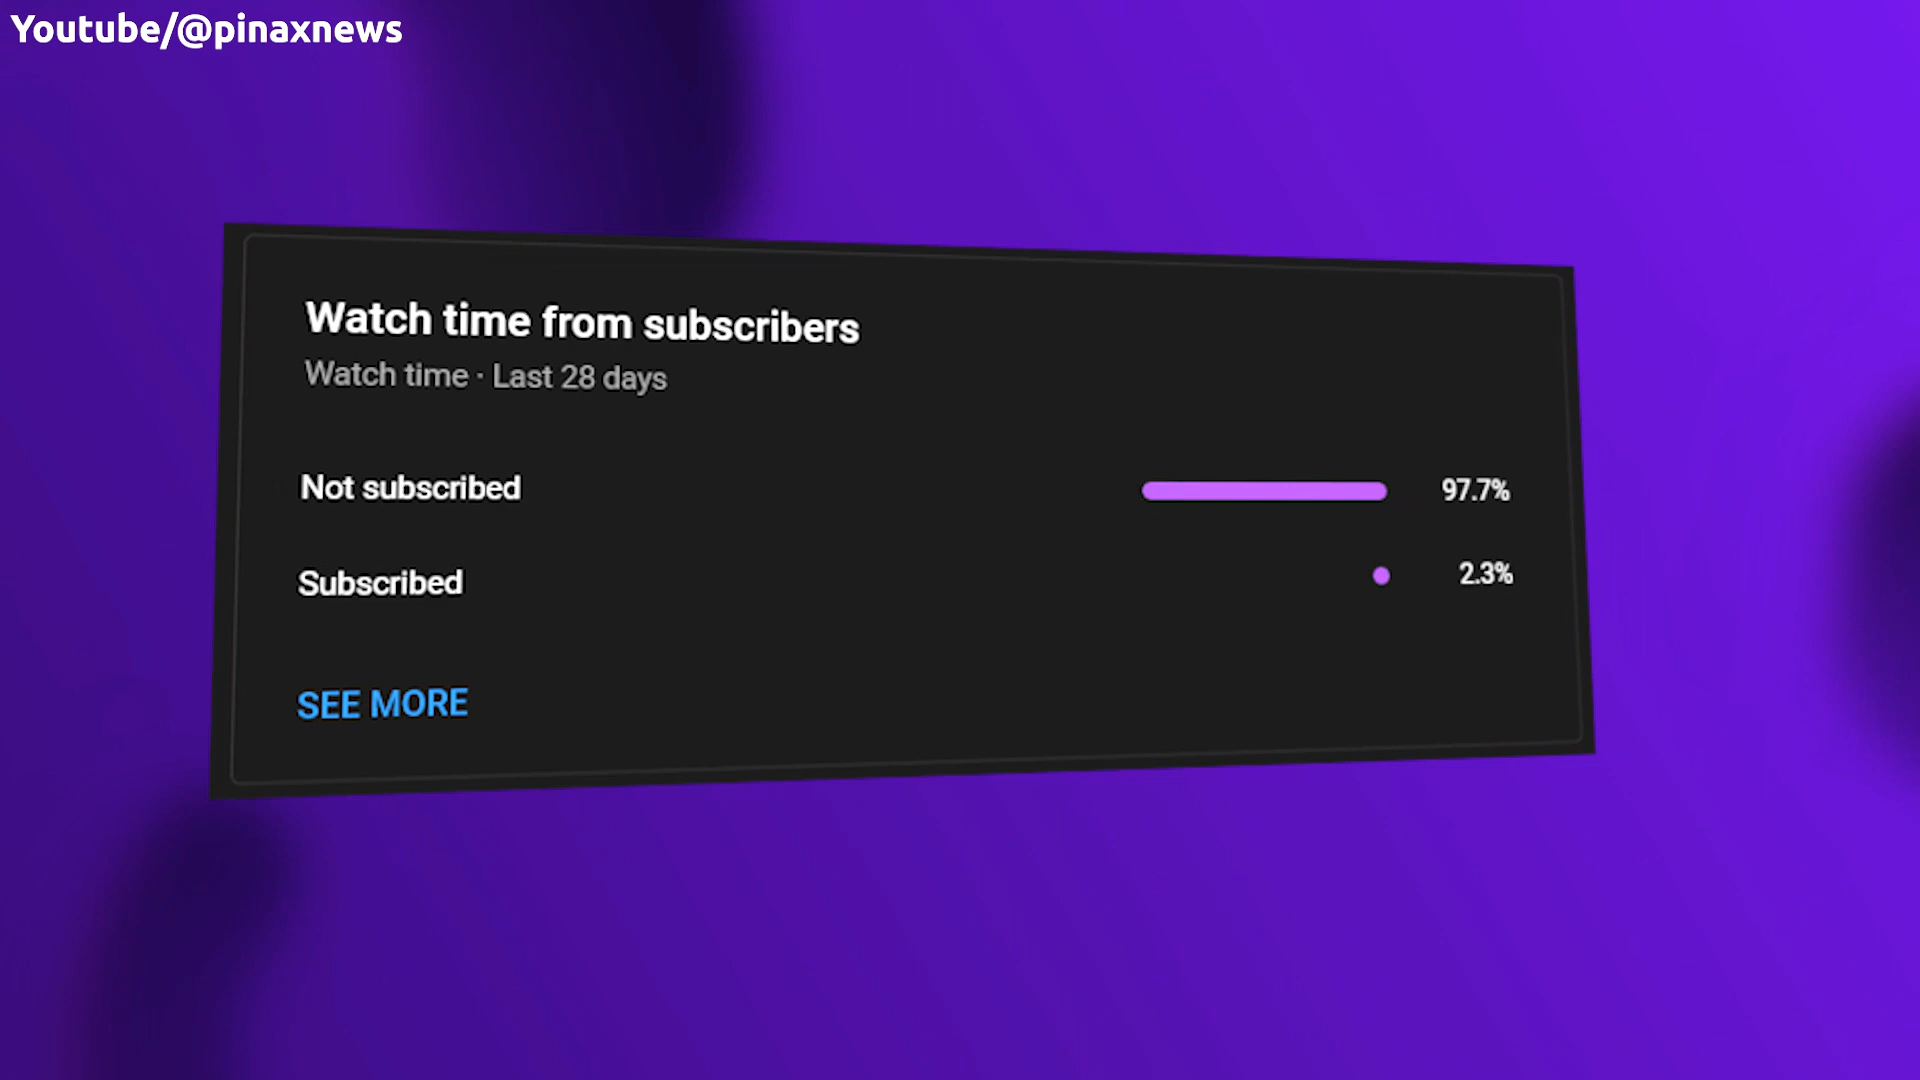 Youtube/@pinaxnews
Watch time from subscribers
Watch time · Last 28 days
Not subscribed 97.7%
Subscribed 2.3%
SEE MORE